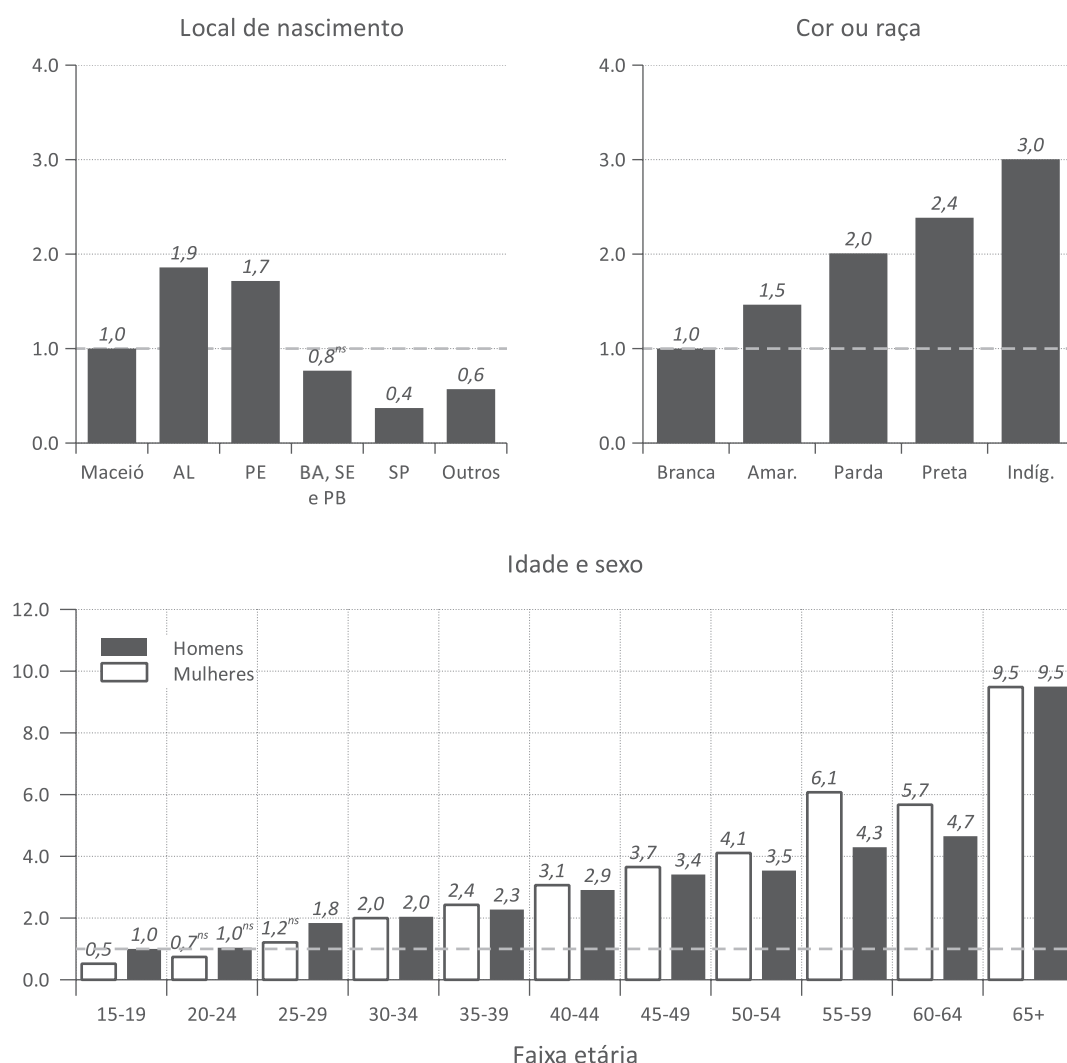 Local de nascimento
4.0
3.0
2.0
1.0
0.0
1,0
1,9
1,7
0,8ns
0,4
0,6
Maceió
AL
PE
BA, SE
e PB
SP
Outros
Cor ou raça
4.0
3.0
2.0
1.0
0.0
1,0
1,5
2,0
2,4
3,0
Branca
Amar.
Parda
Preta
Indíg.
Idade e sexo
12.0
10.0
8.0
6.0
4.0
2.0
0.0
Homens
Mulheres
0,5
1,0
0,7ns
1,0ns
1,2ns
1,8
2,0
2,0
2,4
2,3
3,1
2,9
3,7
3,4
4,1
3,5
6,1
4,3
5,7
4,7
9,5
9,5
15-19
20-24
25-29
30-34
35-39
40-44
45-49
50-54
55-59
60-64
65+
Faixa etária